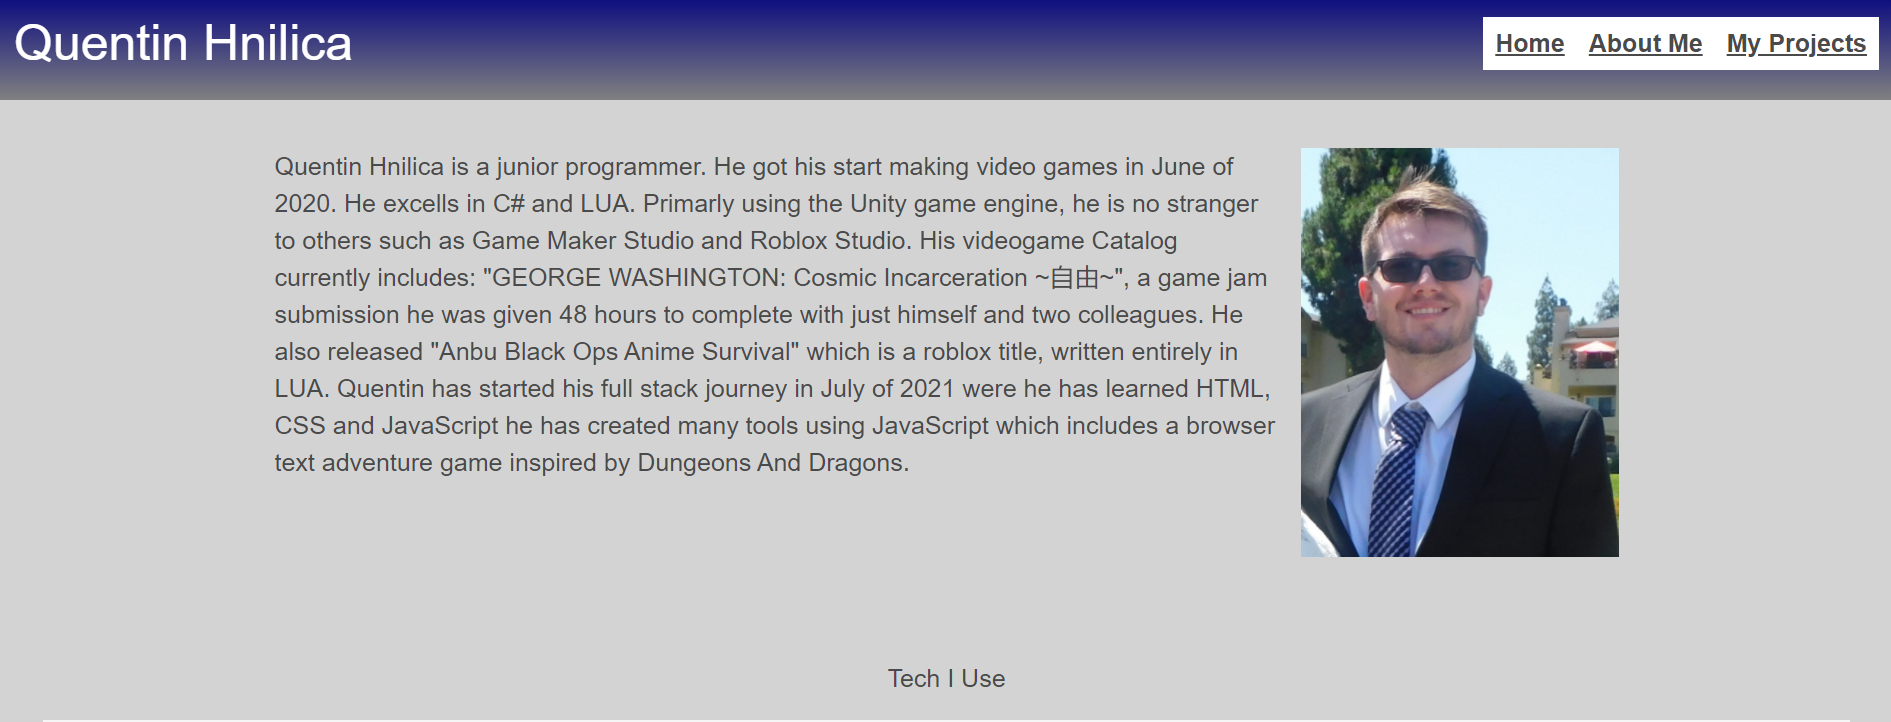 Quentin Hnilica
Home About Me My Projects
Quentin Hnilica is a junior programmer. He got his start making video games in June of
2020. He excells in C# and LUA. Primarly using the Unity game engine, he is no stranger
to others such as Game Maker Studio and Roblox Studio. His videogame Catalog
currently includes: "GEORGE WASHINGTON: Cosmic Incarceration ~自由~", a game jam
submission he was given 48 hours to complete with just himself and two colleagues. He
also released "Anbu Black Ops Anime Survival" which is a roblox title, written entirely in
LUA. Quentin has started his full stack journey in July of 2021 were he has learned HTML,
CSS and JavaScript he has created many tools using JavaScript which includes a browser
text adventure game inspired by Dungeons And Dragons.
Tech I Use